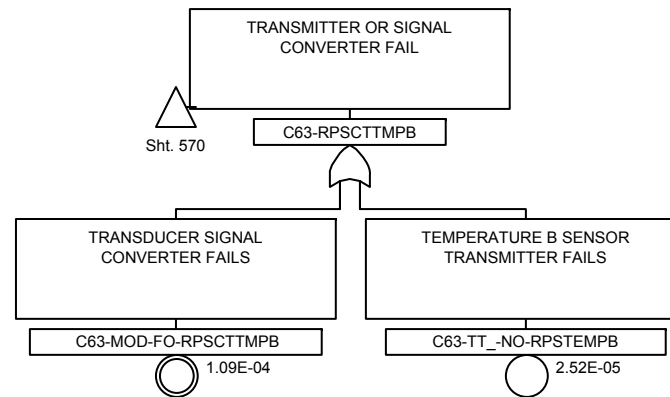 TRANSMITTER OR SIGNAL
CONVERTER FAIL
Sht. 570
C63-RPSCTTMPB
TRANSDUCER SIGNAL
CONVERTER FAILS
C63-MOD-FO-RPSCTTMPB
1.09E-04
TEMPERATURE B SENSOR
TRANSMITTER FAILS
C63-TT_-NO-RPSTEMPB
2.52E-05